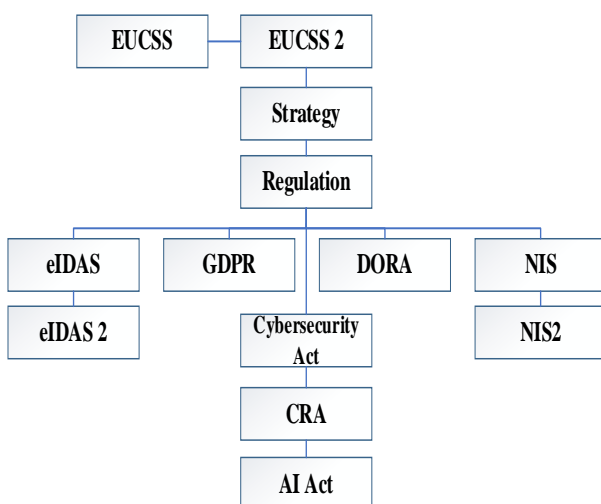 EUCSS
EUCSS 2
Strategy
Regulation
eIDAS
GDPR
DORA
NIS
eIDAS 2
Cybersecurity
Act
NIS2
CRA
AI Act